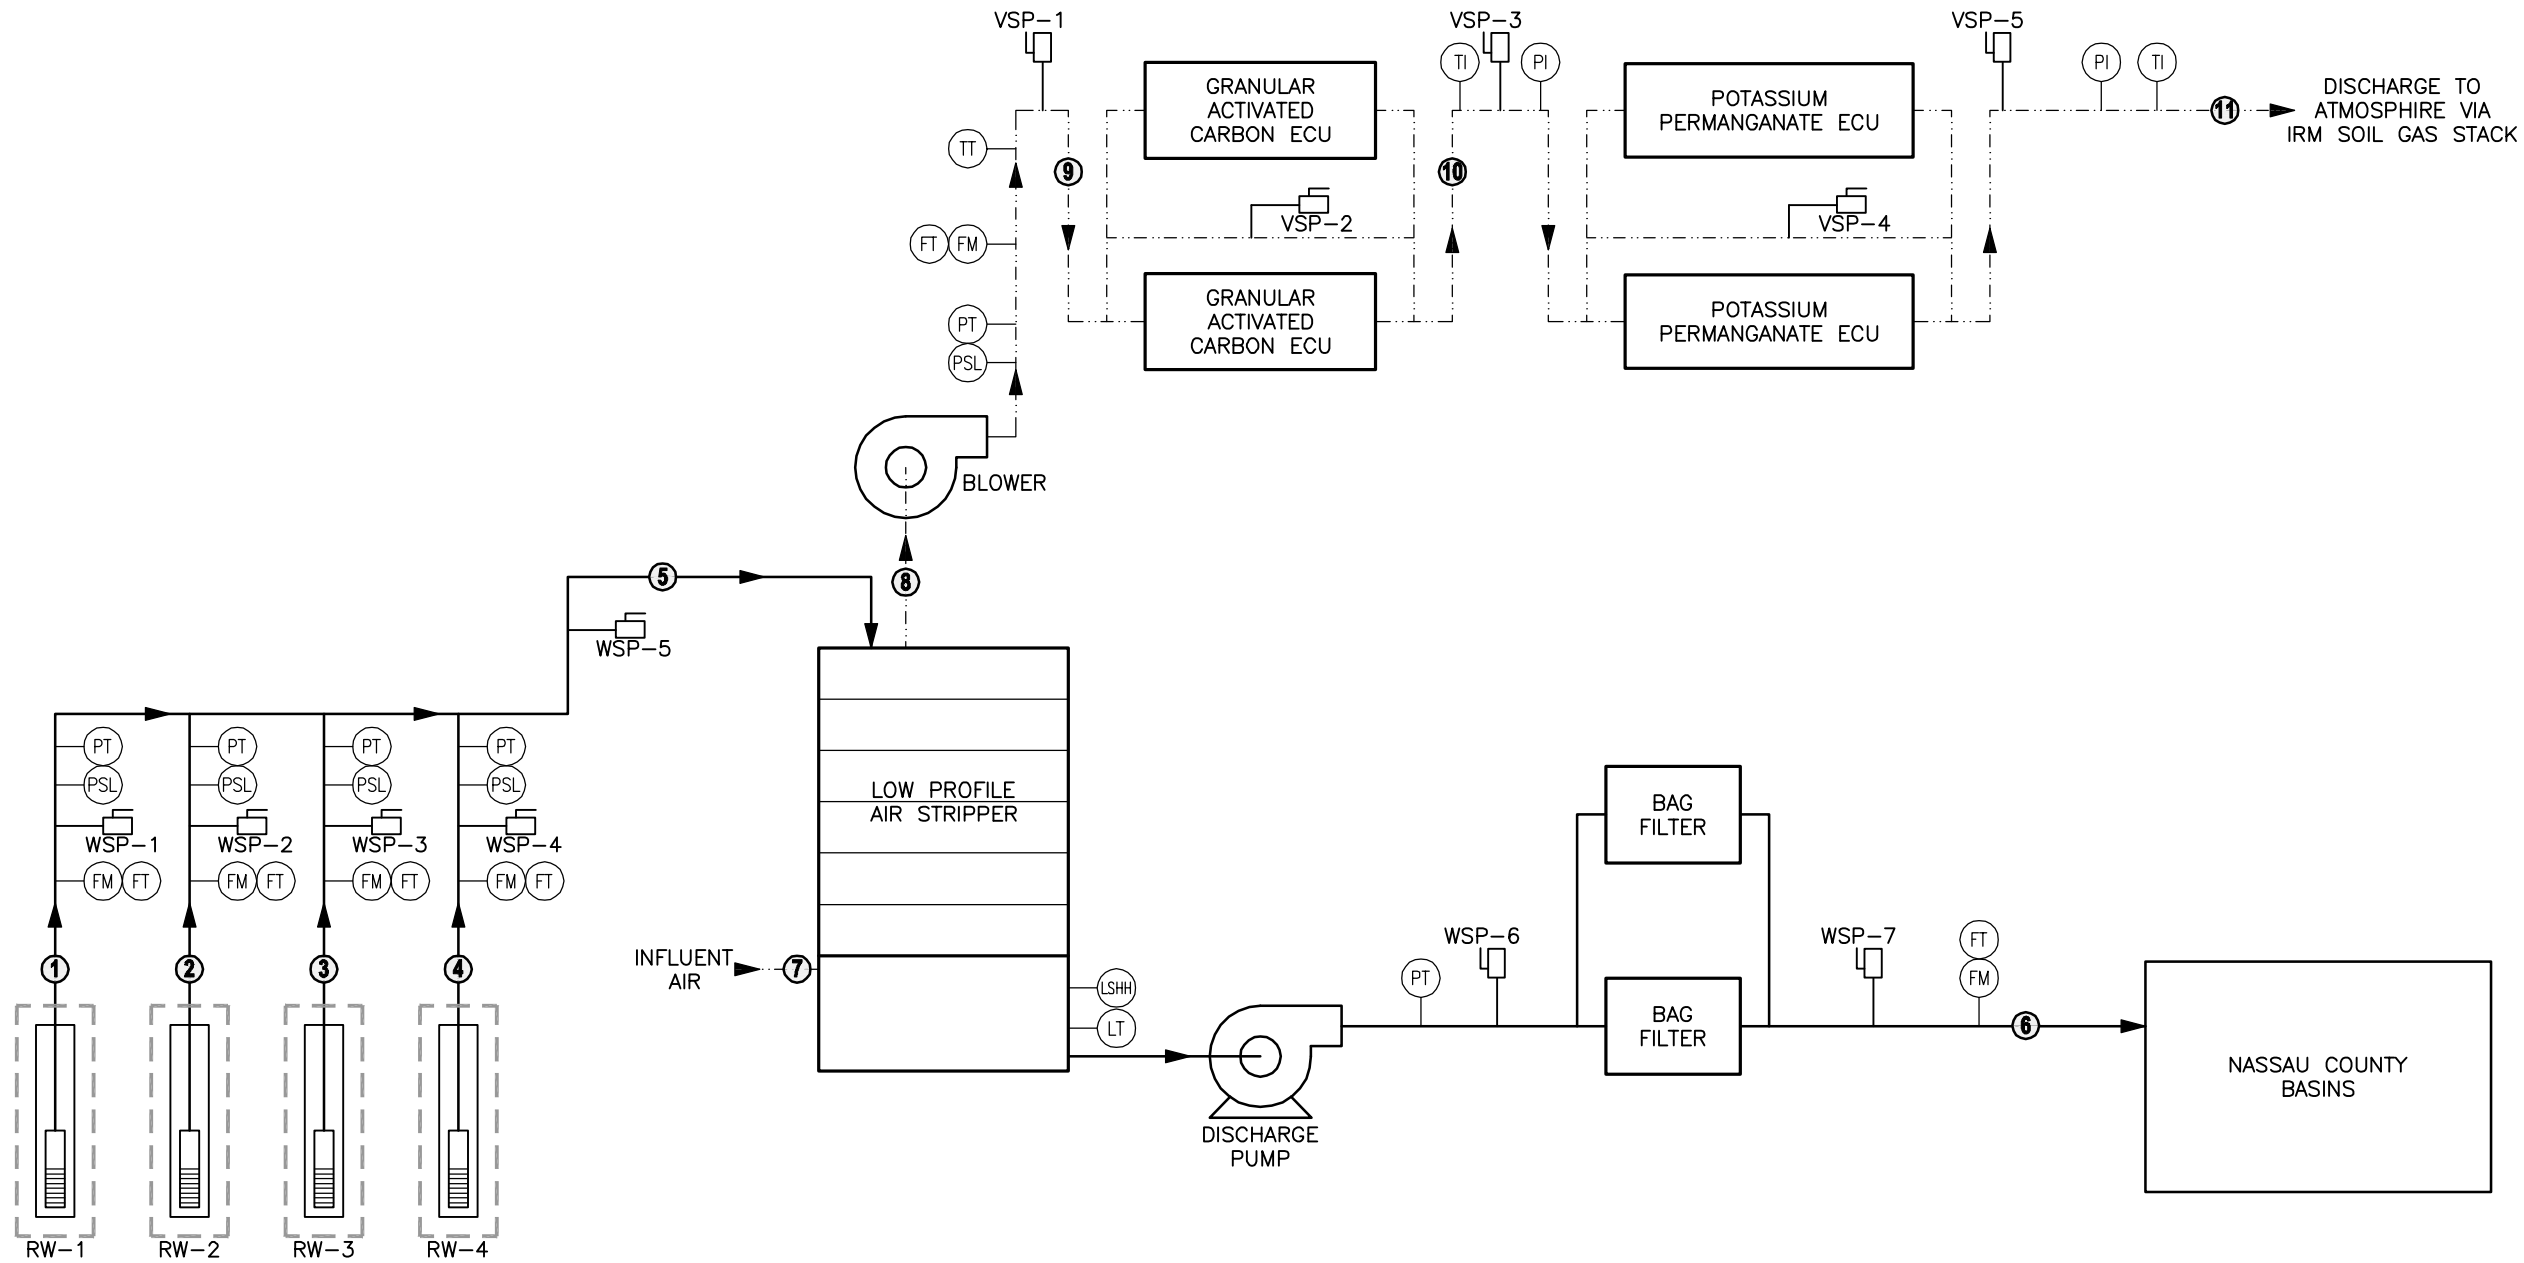 VSP-1
VSP-3
VSP-5
TI
PI
PI
TI
GRANULAR
ACTIVATED
CARBON ECU
POTASSIUM
PERMANGANATE ECU
DISCHARGE TO
ATMOSPHIRE VIA
IRM SOIL GAS STACK
11
TT
9
10
VSP-2
VSP-4
FT
FM
GRANULAR
ACTIVATED
CARBON ECU
POTASSIUM
PERMANGANATE ECU
PT
PSL
BLOWER
5
8
WSP-5
PT
PT
PT
PT
PSL
PSL
PSL
PSL
WSP-1
WSP-2
WSP-3
WSP-4
FM
FT
FM
FT
FM
FT
FM
FT
LOW PROFILE
AIR STRIPPER
BAG
FILTER
1
2
3
4
INFLUENT
AIR
7
LSHH
LT
PT
WSP-6
WSP-7
FT
FM
BAG
FILTER
6
NASSAU COUNTY
BASINS
DISCHARGE
PUMP
RW-1
RW-2
RW-3
RW-4